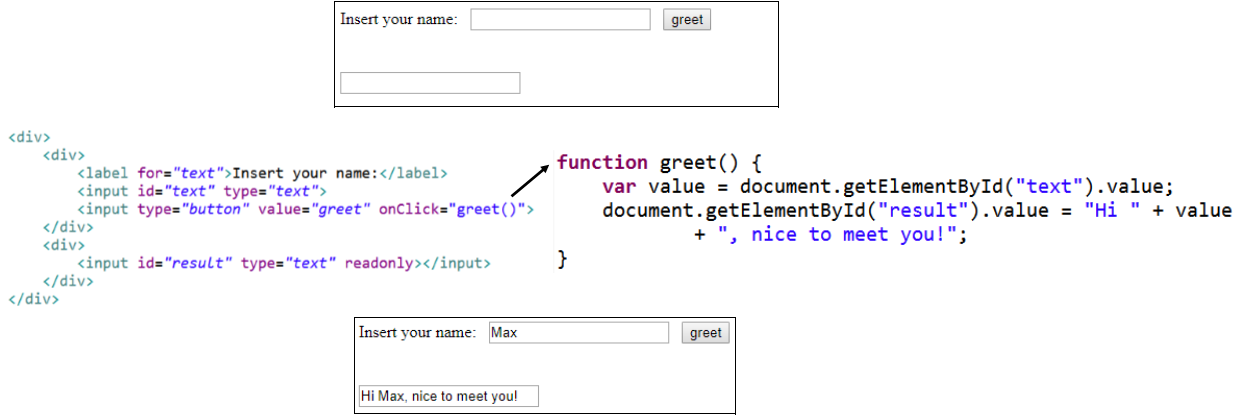 Insert your name: greet
<div>
<div>
<label for="text">Insert your name:</label>
<input id="text" type="text">
<input type="button" value="greet" onClick="greet()">
</div>
<div>
<input id="result" type="text" readonly></input>
</div>
</div>
function greet() {
var value = document.getElementById("text").value;
document.getElementById("result").value = "Hi " + value
+ ", nice to meet you!";
}
Insert your name: Max greet
Hi Max, nice to meet you!